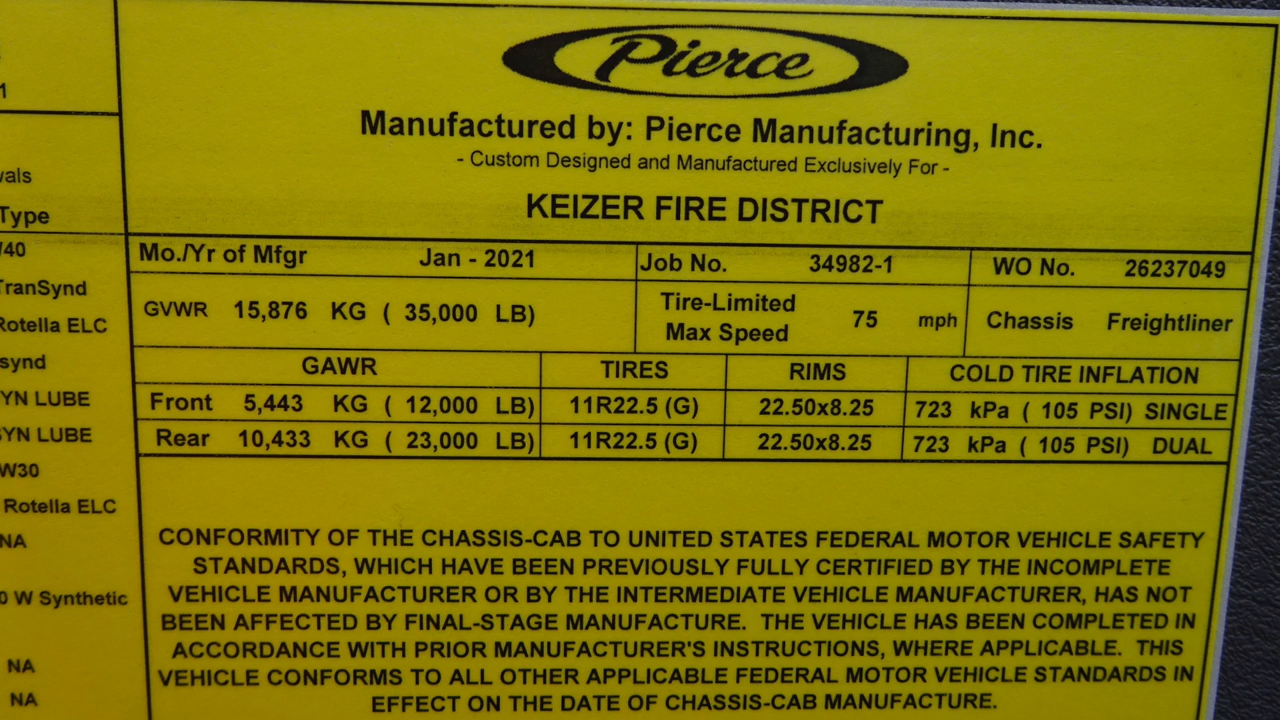 Pierce
Manufactured by: Pierce Manufacturing, Inc.
- Custom Designed and Manufactured Exclusively For -
KEIZER FIRE DISTRICT
Mo./Yr of Mfgr Jan - 2021 Job No. 34982-1 WO No. 26237049
GVWR 15,876 KG ( 35,000 LB) Tire-Limited Max Speed 75 mph Chassis Freightliner
GAWR TIRES RIMS COLD TIRE INFLATION
Front 5,443 KG ( 12,000 LB) 11R22.5 (G) 22.50x8.25 723 kPa ( 105 PSI) SINGLE
Rear 10,433 KG ( 23,000 LB) 11R22.5 (G) 22.50x8.25 723 kPa ( 105 PSI) DUAL
CONFORMITY OF THE CHASSIS-CAB TO UNITED STATES FEDERAL MOTOR VEHICLE SAFETY
STANDARDS, WHICH HAVE BEEN PREVIOUSLY FULLY CERTIFIED BY THE INCOMPLETE
VEHICLE MANUFACTURER OR BY THE INTERMEDIATE VEHICLE MANUFACTURER, HAS NOT
BEEN AFFECTED BY FINAL-STAGE MANUFACTURE. THE VEHICLE HAS BEEN COMPLETED IN
ACCORDANCE WITH PRIOR MANUFACTURER'S INSTRUCTIONS, WHERE APPLICABLE. THIS
VEHICLE CONFORMS TO ALL OTHER APPLICABLE FEDERAL MOTOR VEHICLE STANDARDS IN
EFFECT ON THE DATE OF CHASSIS-CAB MANUFACTURE.
1
vals
Type
W40
TranSynd
Rotella ELC
synd
YN LUBE
SYN LUBE
W30
Rotella ELC
NA
0 W Synthetic
NA
NA